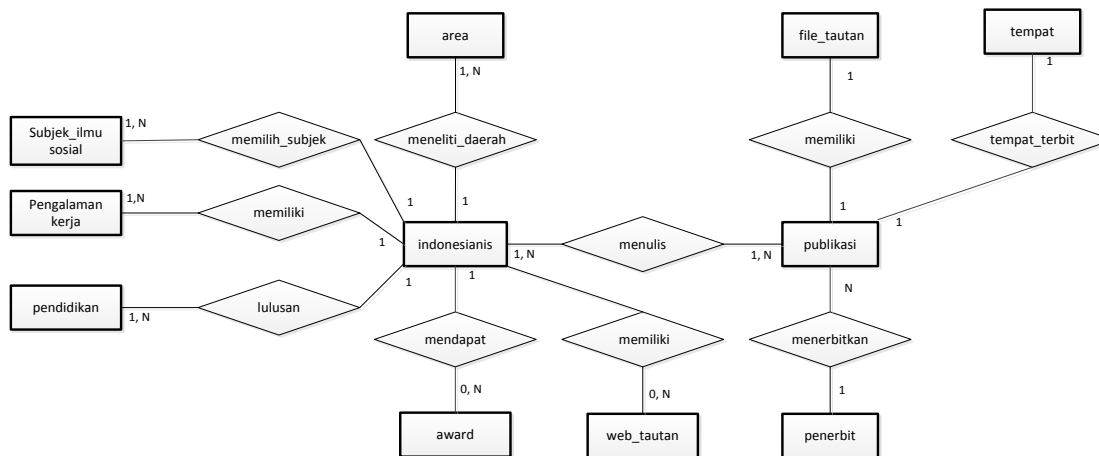 area
file_tautan
tempat
1, N
1
1
Subjek_ilmu
sosial
1, N
memilih_subjek
meneliti_daerah
memiliki
tempat_terbit
Pengalaman
kerja
1,N
memiliki
1
1
1
1
indonesianis
1
1, N
menulis
1, N
publikasi
pendidikan
1, N
lulusan
1
1
N
mendapat
memiliki
menerbitkan
0, N
0, N
1
award
web_tautan
penerbit